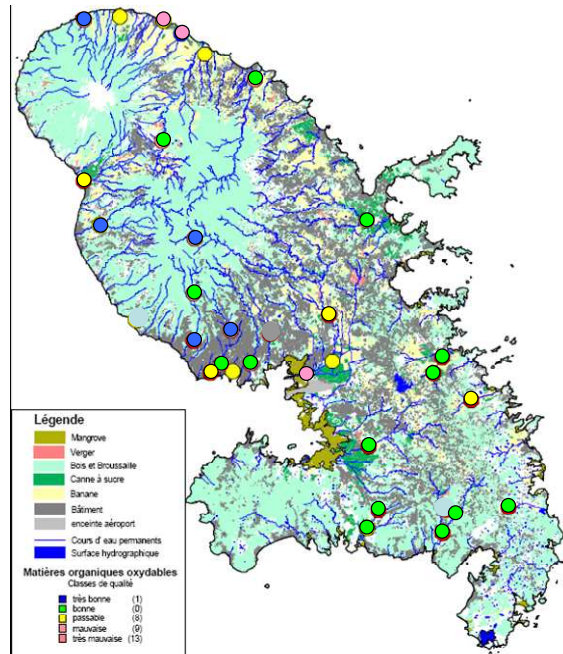 Légende
Mangrove
Verger
Bois et Broussaille
Canne à sucre
Banane
Bâtiment
enceinte aéroport
Cours d' eau permanents
Surface hydrographique
Matières organiques oxydables
Classes de qualité
très bonne (1)
bonne (0)
passable (8)
mauvaise (9)
très mauvaise (13)